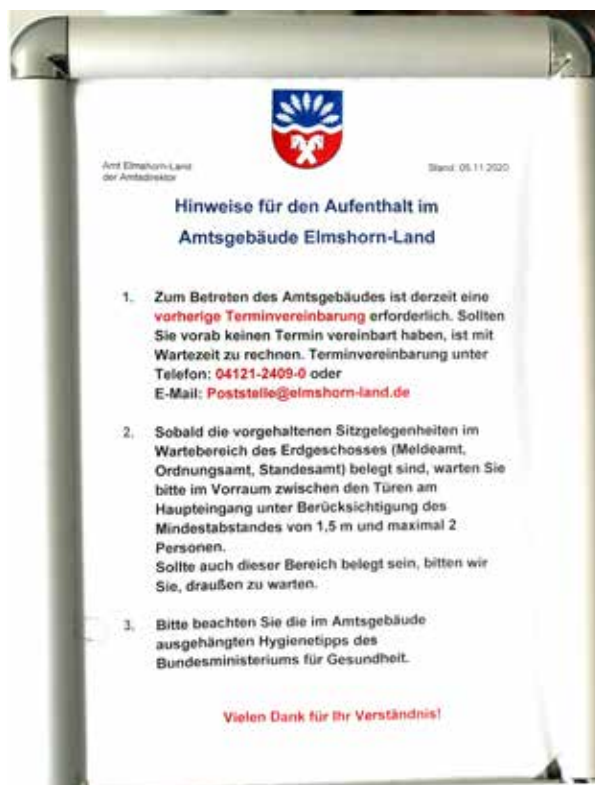 Amt Elmshorn-Land
der Amtsdirektor
Stand: 05.11.2020
Hinweise für den Aufenthalt im
Amtsgebäude Elmshorn-Land
1. Zum Betreten des Amtsgebäudes ist derzeit eine
vorherige Terminvereinbarung erforderlich. Sollten
Sie vorab keinen Termin vereinbart haben, ist mit
Wartezeit zu rechnen. Terminvereinbarung unter
Telefon: 04121-2409-0 oder
E-Mail: Poststelle@elmshorn-land.de
2. Sobald die vorgehaltenen Sitzgelegenheiten im
Wartebereich des Erdgeschosses (Meldeamt,
Ordnungsamt, Standesamt) belegt sind, warten Sie
bitte im Vorraum zwischen den Türen am
Haupteingang unter Berücksichtigung des
Mindestabstandes von 1,5 m und maximal 2
Personen.
Sollte auch dieser Bereich belegt sein, bitten wir
Sie, draußen zu warten.
3. Bitte beachten Sie die im Amtsgebäude
ausgehängten Hygienetipps des
Bundesministeriums für Gesundheit.
Vielen Dank für Ihr Verständnis!